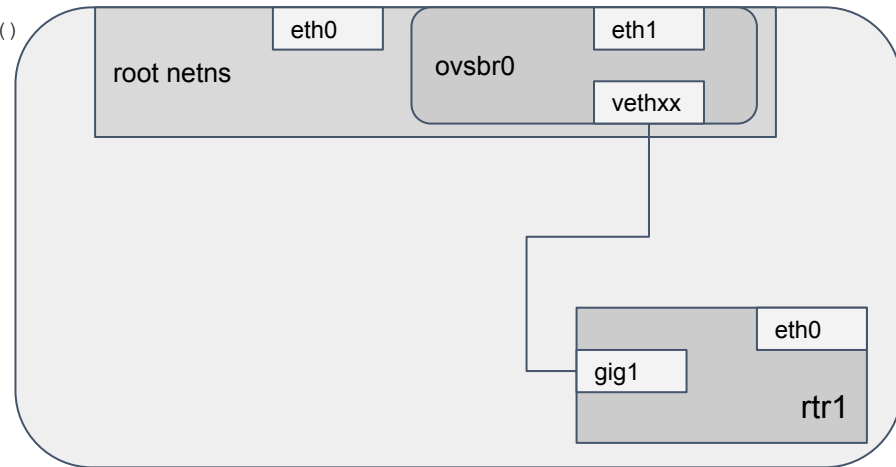 ()
eth0
eth1
root netns
ovsbr0
vethxx
eth0
gig1
rtr1